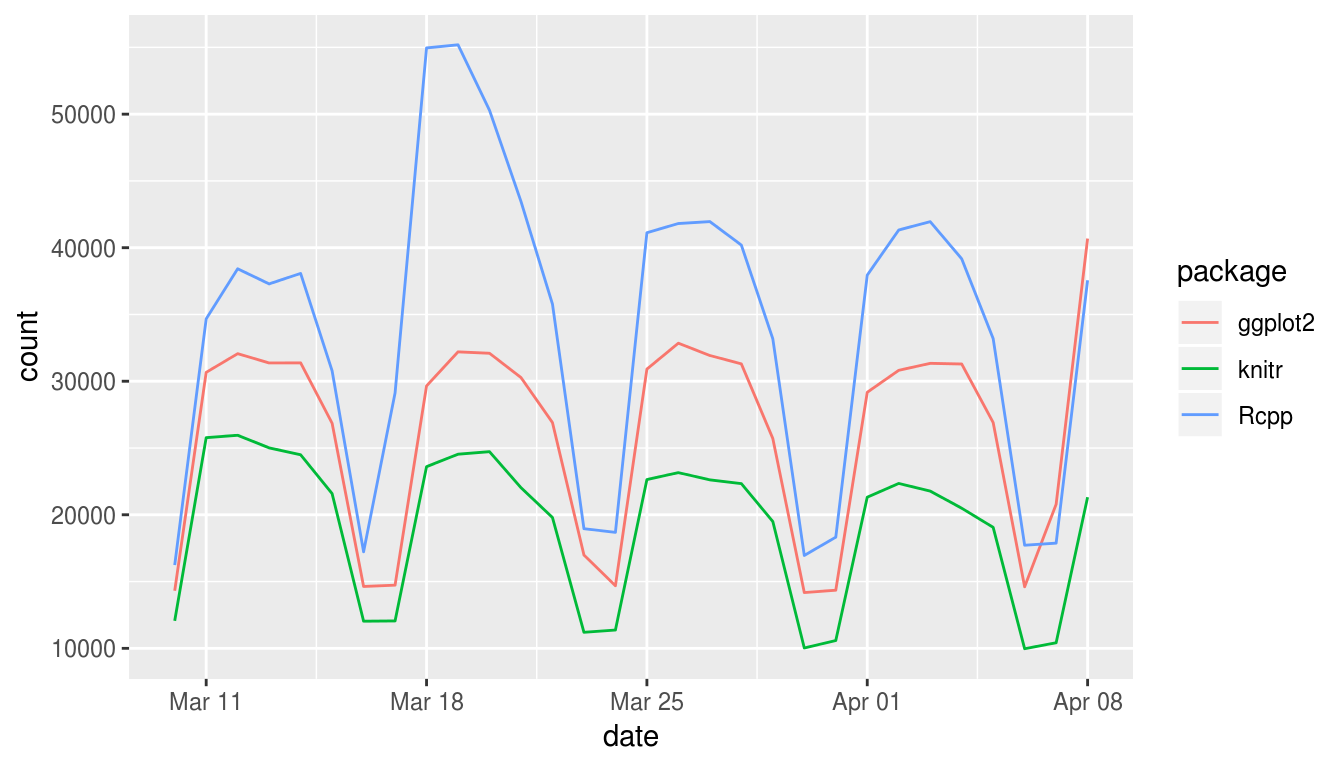 50000
40000
30000
20000
10000
count
Mar 11
Mar 18
Mar 25
Apr 01
Apr 08
date
package
ggplot2
knitr
Rcpp